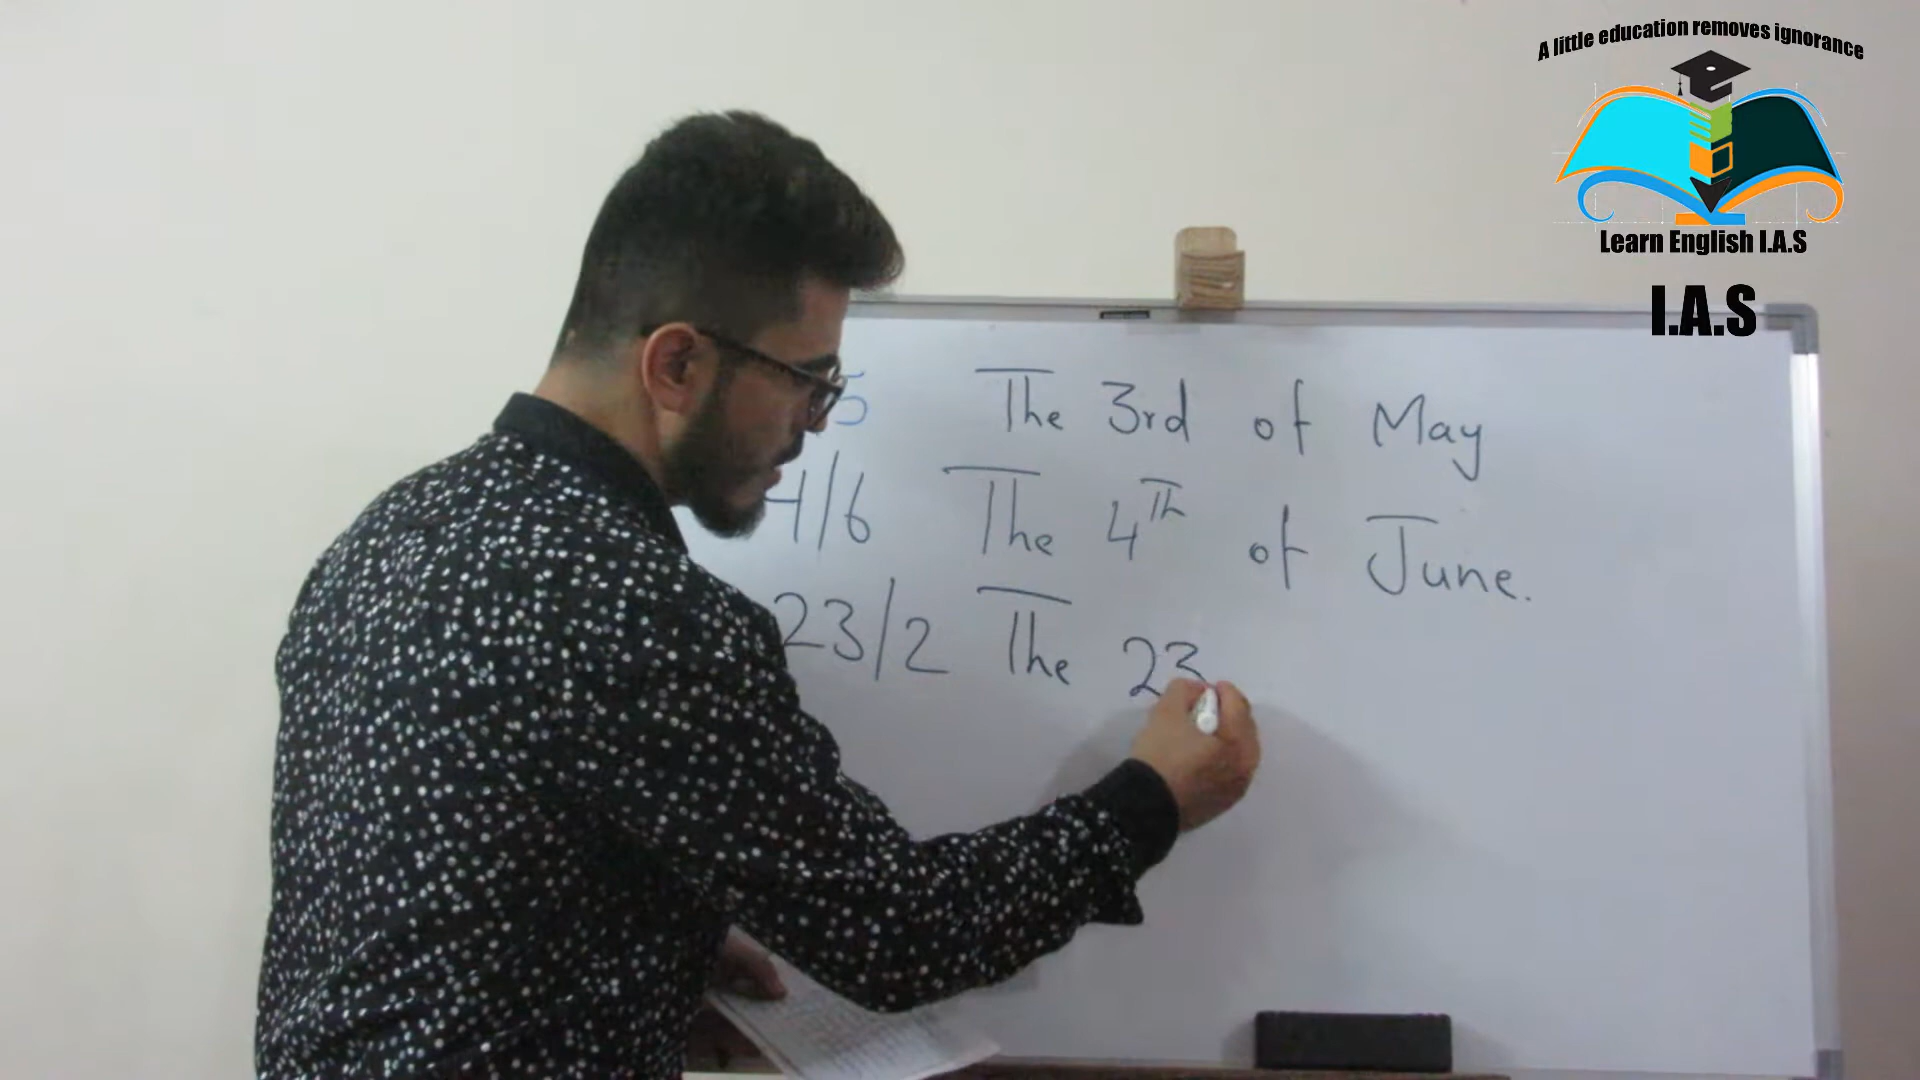 A little education removes ignorance
Learn English I.A.S
I.A.S
5 The 3rd of May
4/6 The 4Th of June.
23/2 The 23